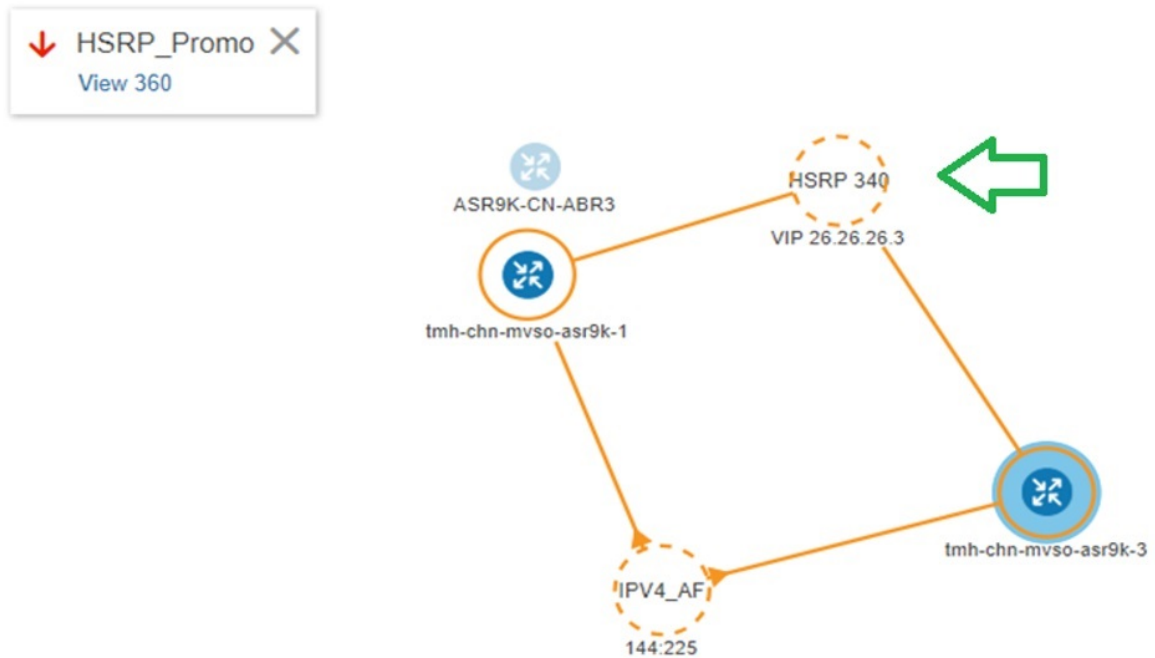 HSRP_Promo
View 360
ASR9K-CN-ABR3
HSRP 340
VIP 26.26.26.3
tmh-chn-mvso-asr9k-1
tmh-chn-mvso-asr9k-3
IPV4_AF
144:225